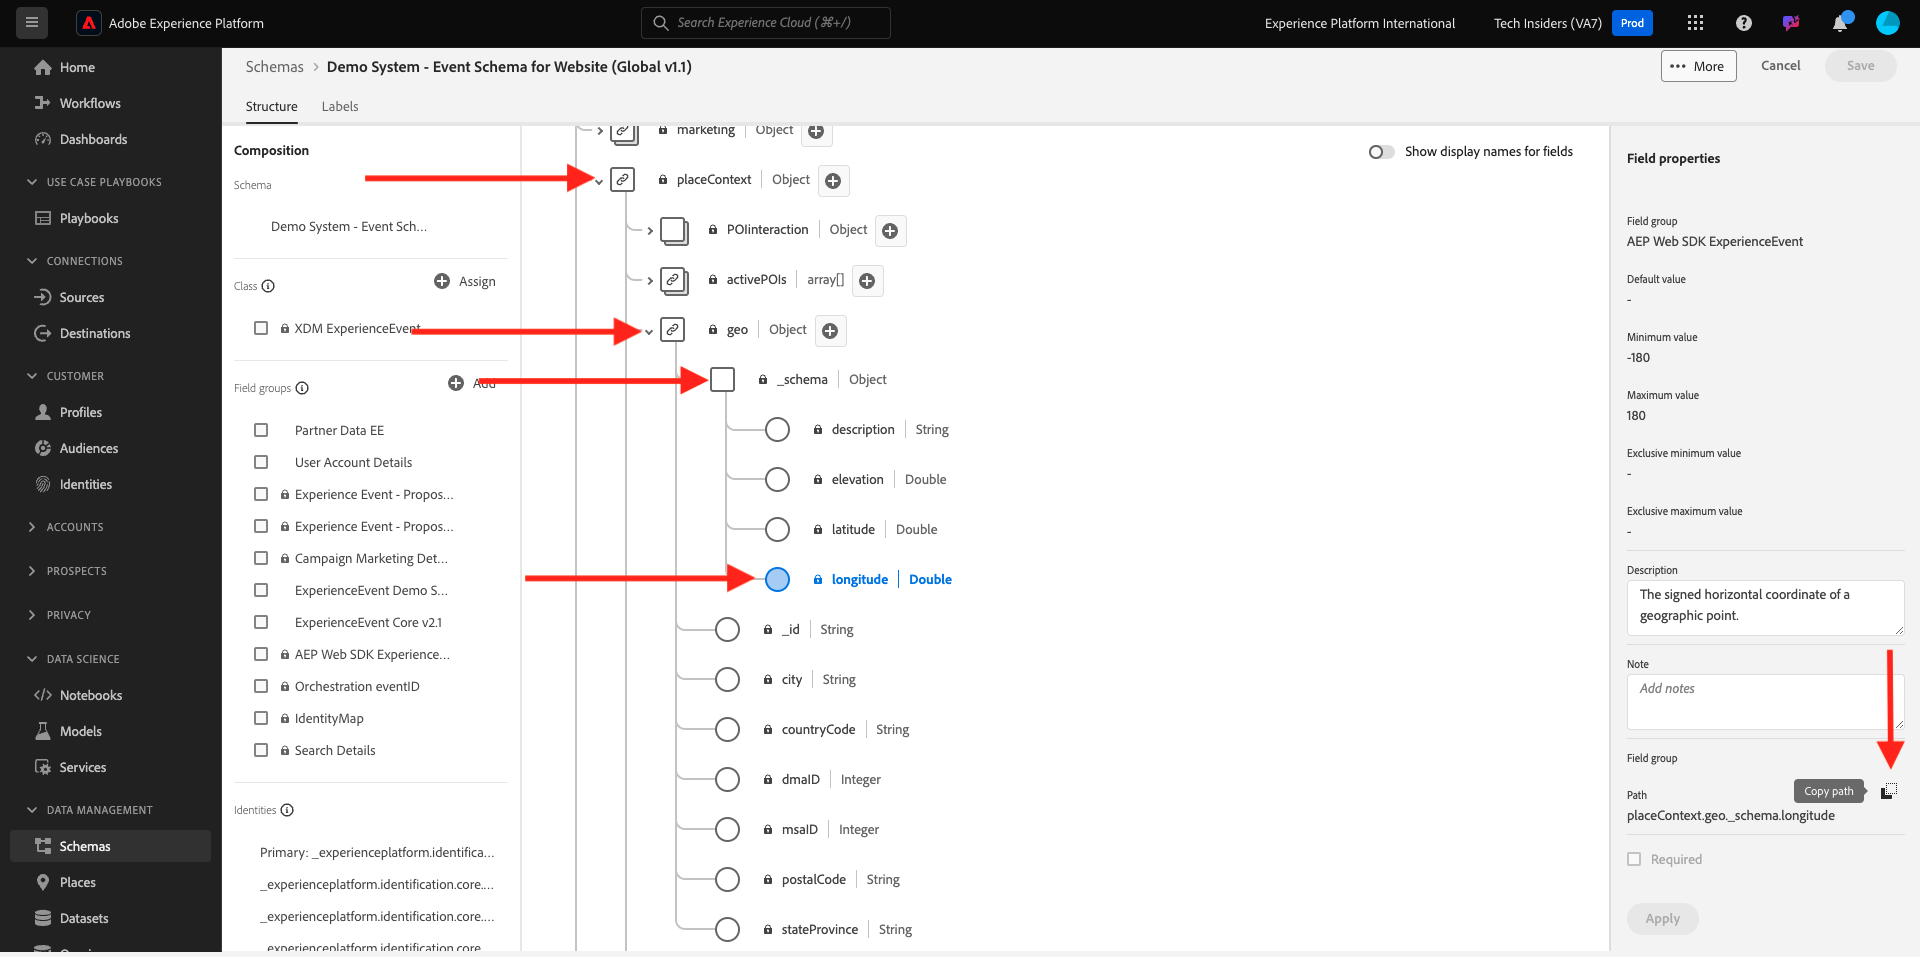 Adobe Experience Platform
Search Experience Cloud (⌘+/)
Experience Platform International
Tech Insiders (VA7)
Prod
Home
Workflows
Dashboards
USE CASE PLAYBOOKS
Playbooks
CONNECTIONS
Sources
Destinations
CUSTOMER
Profiles
Audiences
Identities
ACCOUNTS
PROSPECTS
PRIVACY
DATA SCIENCE
Notebooks
Models
Services
DATA MANAGEMENT
Schemas
Places
Datasets
Schemas > Demo System - Event Schema for Website (Global v1.1)
More
Cancel
Save
Structure
Labels
Composition
Schema
Demo System - Event Sch...
Class
Assign
XDM ExperienceEvent
Field groups
Add
Partner Data EE
User Account Details
Experience Event - Propos...
Experience Event - Propos...
Campaign Marketing Det...
ExperienceEvent Demo S...
ExperienceEvent Core v2.1
AEP Web SDK Experience...
Orchestration eventID
IdentityMap
Search Details
Identities
Primary: _experienceplatform.identifica...
_experienceplatform.identification.core....
_experienceplatform.identification.core....
_experienceplatform.identification.core
marketing Object
placeContext Object
POIinteraction Object
activePOIs array[]
geo Object
_schema Object
description String
elevation Double
latitude Double
longitude Double
_id String
city String
countryCode String
dmaID Integer
msaID Integer
postalCode String
stateProvince String
Show display names for fields
Field properties
Field group
AEP Web SDK ExperienceEvent
Default value
-
Minimum value
-180
Maximum value
180
Exclusive minimum value
-
Exclusive maximum value
-
Description
The signed horizontal coordinate of a
geographic point.
Note
Add notes
Field group
Copy path
Path
placeContext.geo._schema.longitude
Required
Apply